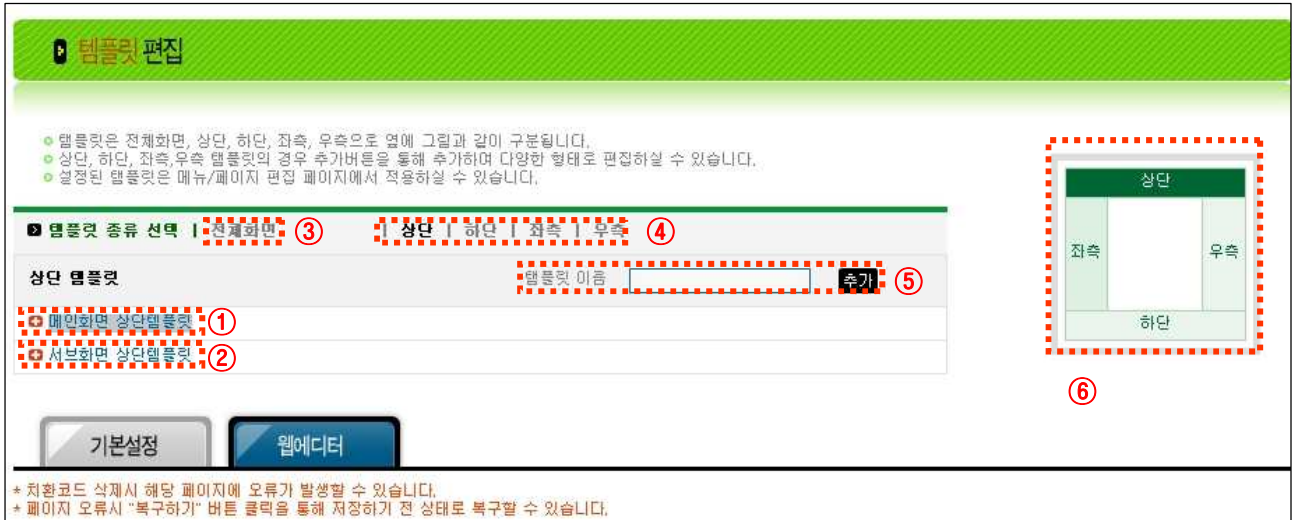 템플릿 편집
탬플릿은 전체화면, 상단, 하단, 좌측, 우측으로 옆에 그림과 같이 구분됩니다.
상단, 하단, 좌측,우측 탬플릿의 경우 추가버튼을 통해 추가하며 다양한 형태로 편집하실 수 있습니다.
설정된 탬플릿은 메뉴/페이지 편집 페이지에서 적용하실 수 있습니다.
템플릿 종류 선택 | 전체화면 ③ | 상단 | 하단 | 좌측 | 우측 ④
상단 템플릿 탬플릿 이름 추가 ⑤
메인화면 상단템플릿 ①
서브화면 상단템플릿 ②
상단
좌측 우측
하단
⑥
기본설정 웹에디터
* 치환코드 삭제시 해당 페이지에 오류가 발생할 수 있습니다.
* 페이지 오류시 "복구하기" 버튼 클릭을 통해 저장하기 전 상태로 복구할 수 있습니다.